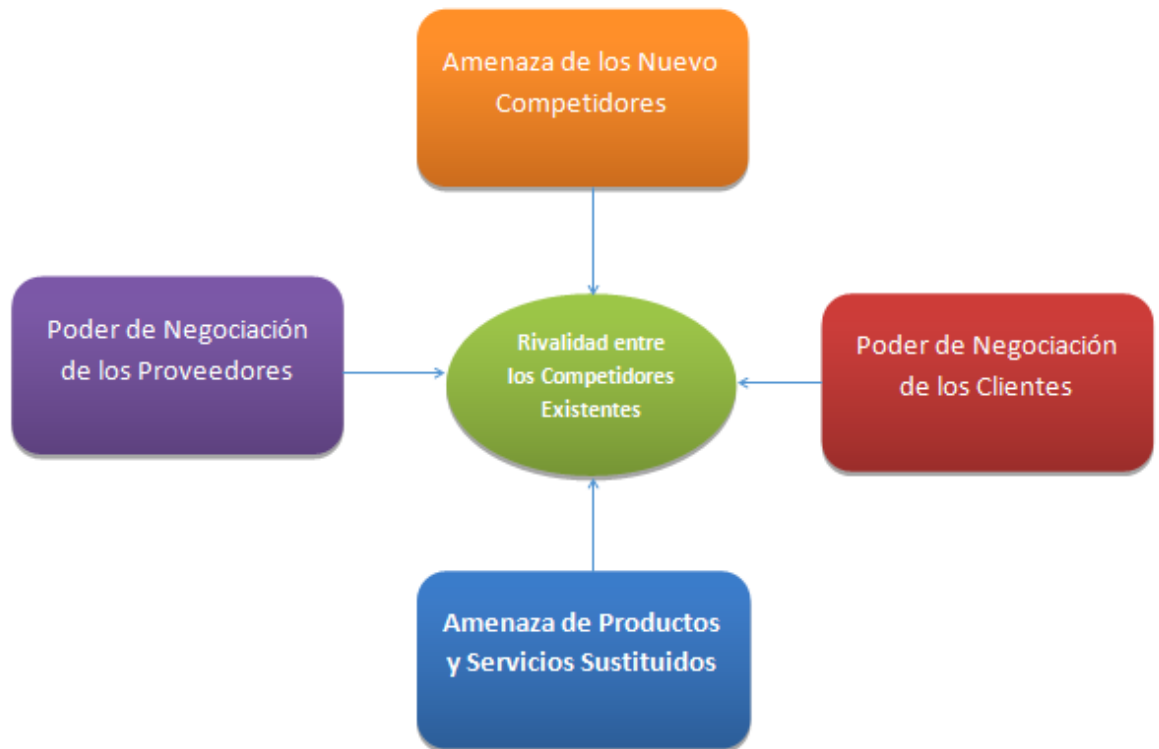 Amenaza de los Nuevo
Competidores
Poder de Negociación
de los Proveedores
Rivalidad entre
los Competidores
Existentes
Poder de Negociación
de los Clientes
Amenaza de Productos
y Servicios Sustituidos